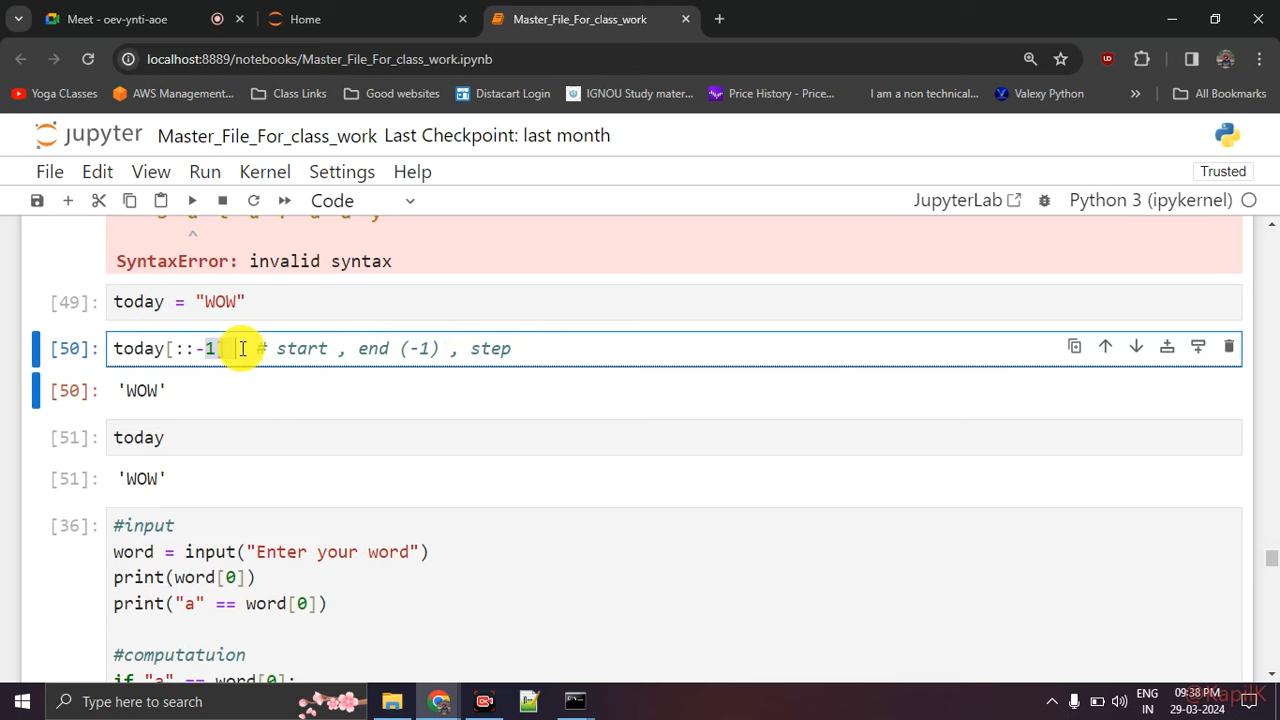 Meet - oev-ynti-aoe
Home
Master_File_For_class_work
localhost:8889/notebooks/Master_File_For_class_work.ipynb
Yoga ClAsses
AWS Management...
Class Links
Good websites
Distacart Login
IGNOU Study mater...
Price History - Price...
I am a non technical...
Valexy Python
All Bookmarks
jupyter Master_File_For_class_work Last Checkpoint: last month
File Edit View Run Kernel Settings Help
Trusted
Code
JupyterLab
Python 3 (ipykernel)
^
SyntaxError: invalid syntax
[49]: today = "WOW"
[50]: today[::-1] # start , end (-1) , step
[50]: 'WOW'
[51]: today
[51]: 'WOW'
[36]: #input
word = input("Enter your word")
print(word[0])
print("a" == word[0])
#computatuion
if "a" == word[0]:
Type here to search
ENG
IN
09:38 PM
29-03-2024
@KapilK